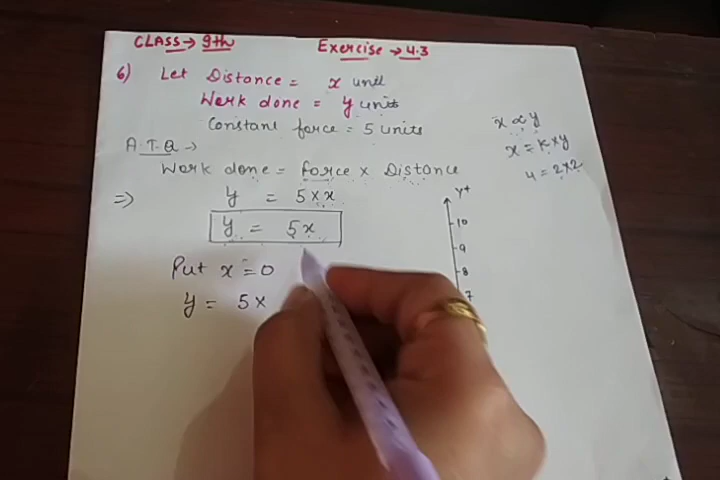 CLASS → 9th Exercise → 4.3
6) Let Distance = x unit
Work done = y units
Constant force = 5 units
A.T.Q →
Work done = force × Distance
⇒ y = 5 × x
y = 5x
Put x = 0
y = 5×
x ∝ y
x = k×y
4 = 2×2
Y+
10
9
8
7